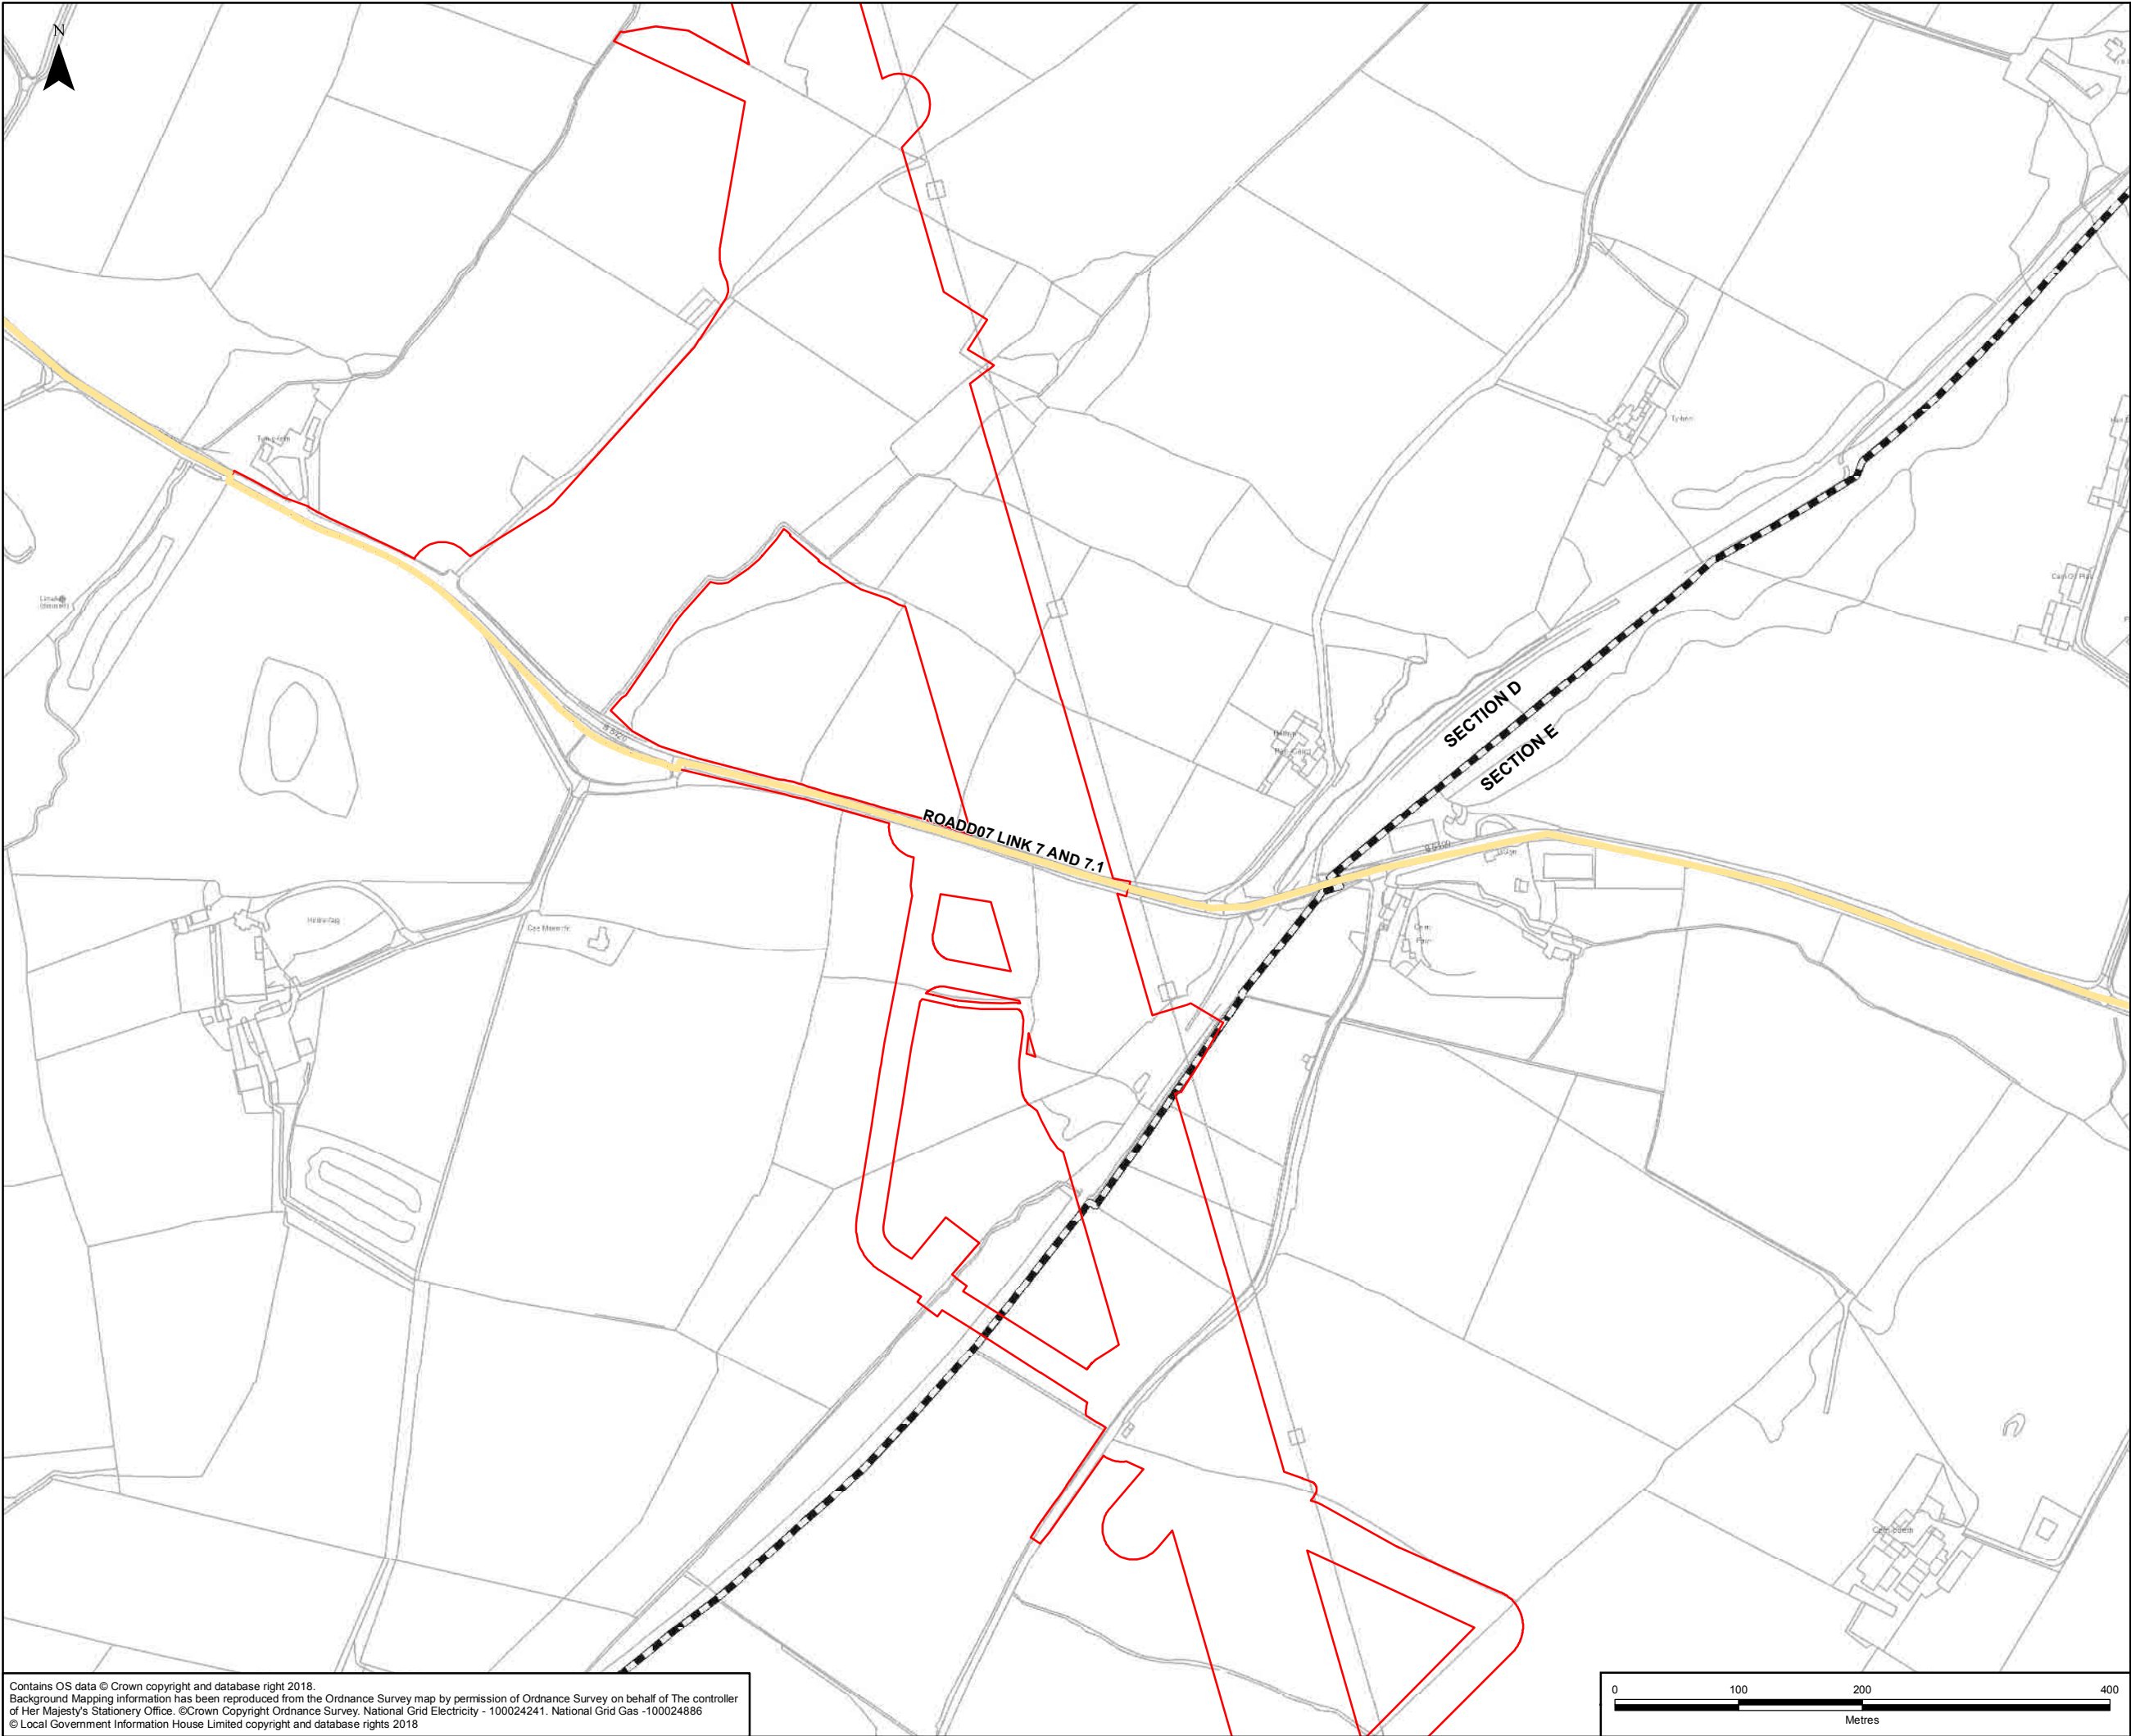 N
SECTION D
SECTION E
ROADD07 LINK 7 AND 7.1
Contains OS data © Crown copyright and database right 2018.
Background Mapping information has been reproduced from the Ordnance Survey map by permission of Ordnance Survey on behalf of The controller
of Her Majesty's Stationery Office. ©Crown Copyright Ordnance Survey. National Grid Electricity - 100024241. National Grid Gas -100024886
© Local Government Information House Limited copyright and database rights 2018
0 100 200 400
Metres